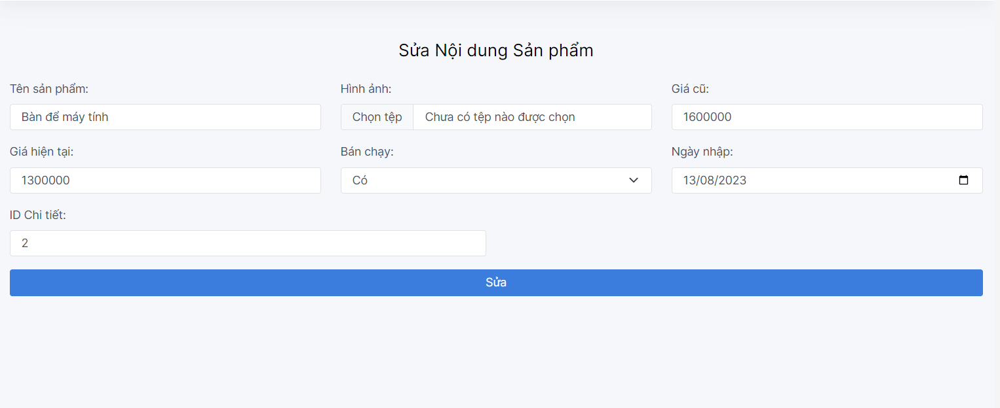 Sửa Nội dung Sản phẩm
Tên sản phẩm:
Bàn để máy tính
Hình ảnh:
Chọn tệp Chưa có tệp nào được chọn
Giá cũ:
1600000
Giá hiện tại:
1300000
Bán chạy:
Có
Ngày nhập:
13/08/2023
ID Chi tiết:
2
Sửa